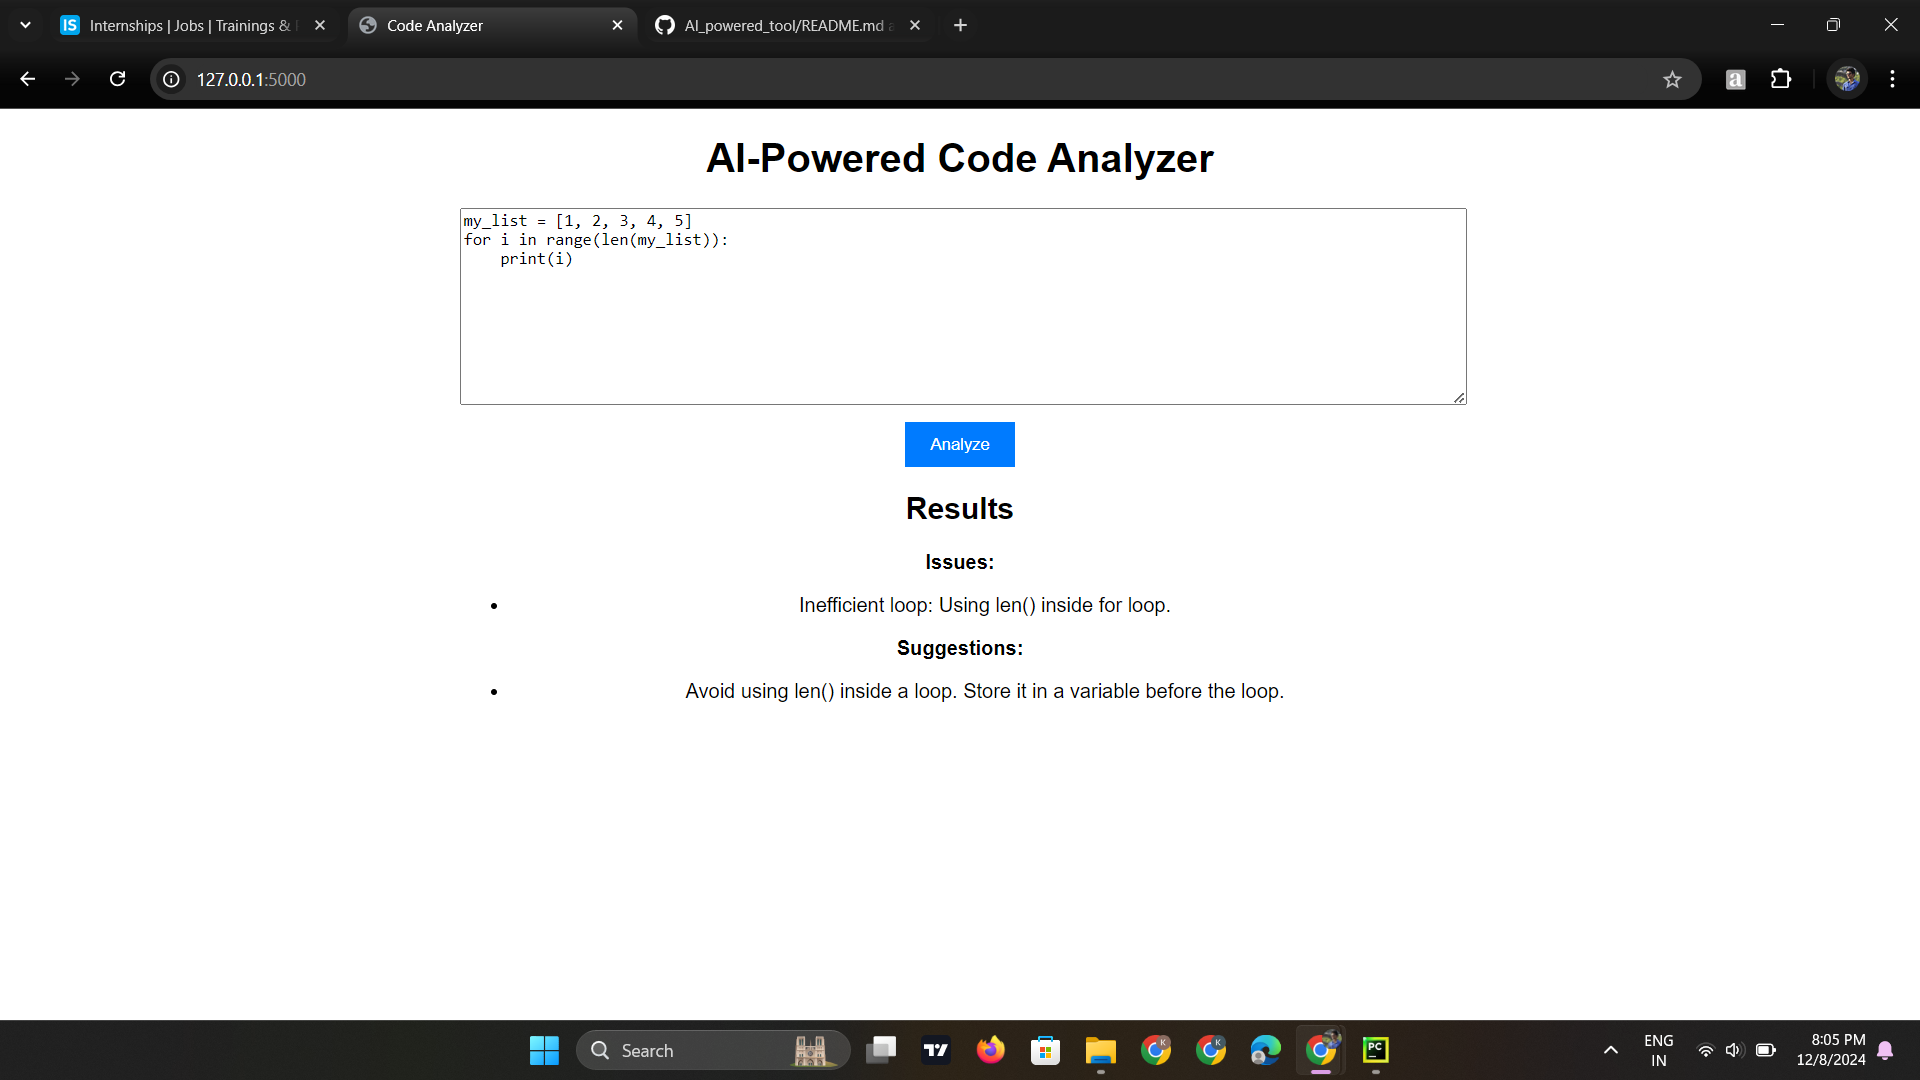 IS Internships | Jobs | Trainings &
Code Analyzer
AI_powered_tool/README.md
127.0.0.1:5000
a
AI-Powered Code Analyzer
my_list = [1, 2, 3, 4, 5]
for i in range(len(my_list)):
    print(i)
Analyze
Results
Issues:
• Inefficient loop: Using len() inside for loop.
Suggestions:
• Avoid using len() inside a loop. Store it in a variable before the loop.
Search
K
K
PC
ENG
IN
8:05 PM
12/8/2024